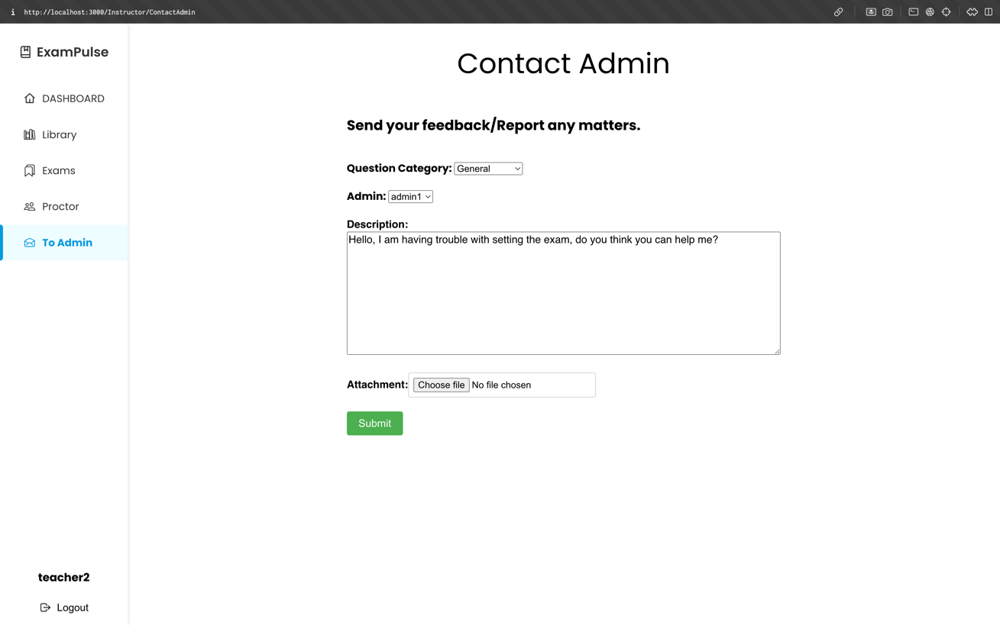 http://localhost:3000/Instructor/ContactAdmin
ExamPulse
DASHBOARD
Library
Exams
Proctor
To Admin
teacher2
Logout
Contact Admin
Send your feedback/Report any matters.
Question Category: General
Admin: admin1
Description:
Hello, I am having trouble with setting the exam, do you think you can help me?
Attachment: Choose file No file chosen
Submit